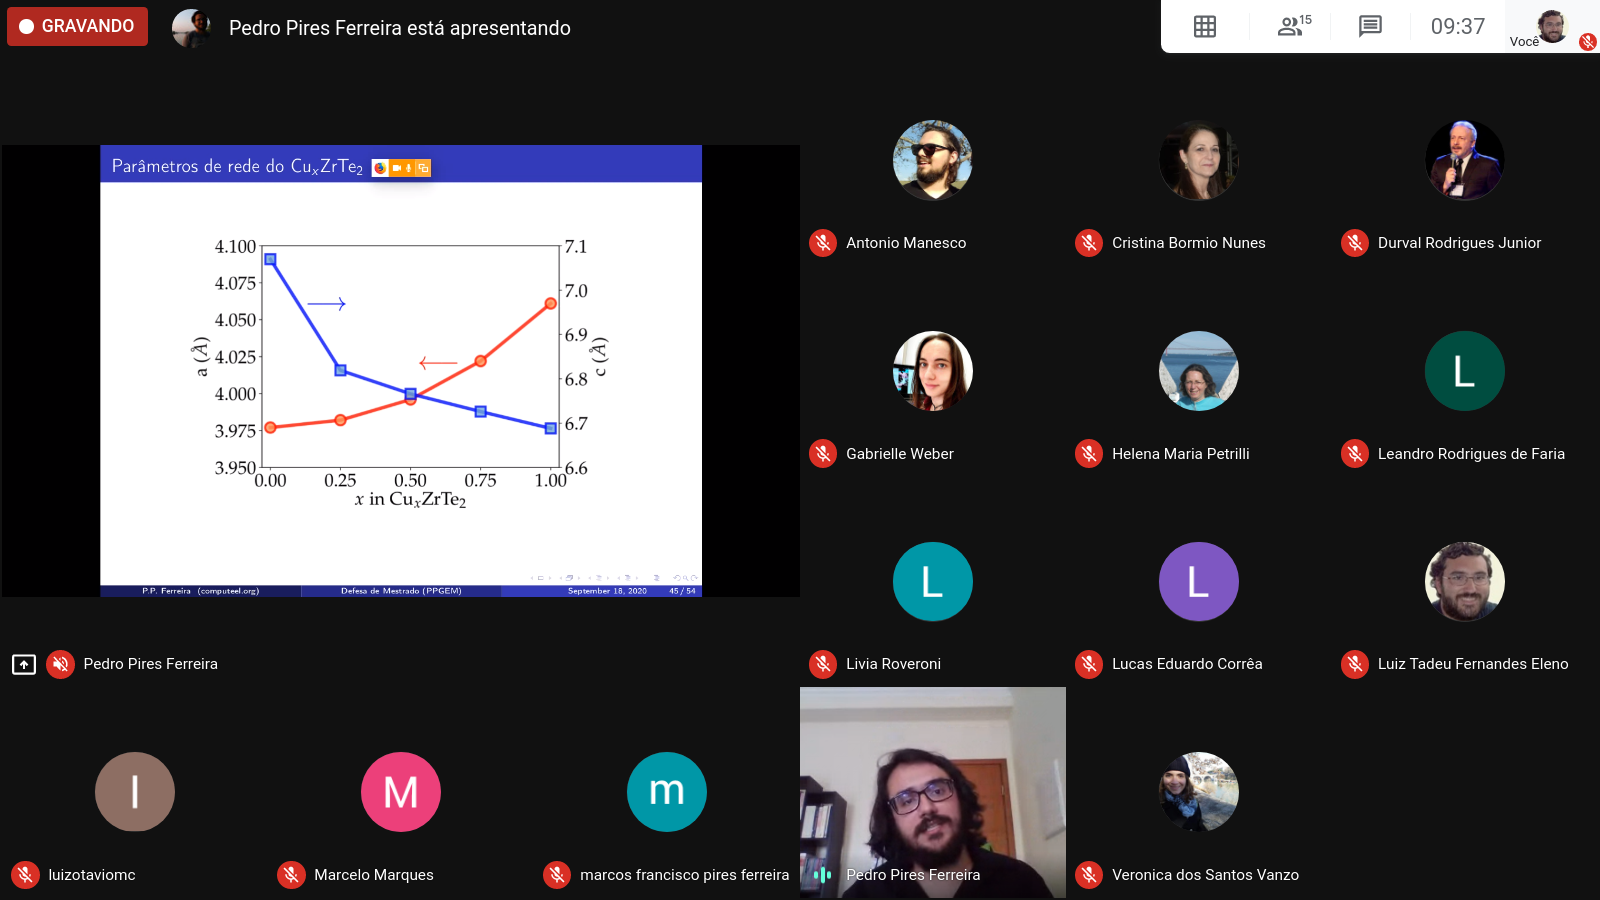 GRAVANDO
Pedro Pires Ferreira está apresentando
15
09:37
Você
Parâmetros de rede do CuₓZrTe₂
4.100
4.075
4.050
4.025
4.000
3.975
3.950
a (Å)
7.1
7.0
6.9
6.8
6.7
6.6
c (Å)
0.00 0.25 0.50 0.75 1.00
x in CuₓZrTe₂
P.P. Ferreira (computeel.org) Defesa de Mestrado (PPGEM) September 18, 2020 45 / 54
Antonio Manesco
Cristina Bormio Nunes
Durval Rodrigues Junior
Gabrielle Weber
Helena Maria Petrilli
L
Leandro Rodrigues de Faria
Pedro Pires Ferreira
L
Livia Roveroni
L
Lucas Eduardo Corrêa
Luiz Tadeu Fernandes Eleno
l
luizotaviomc
M
Marcelo Marques
m
marcos francisco pires ferreira
Pedro Pires Ferreira
Veronica dos Santos Vanzo